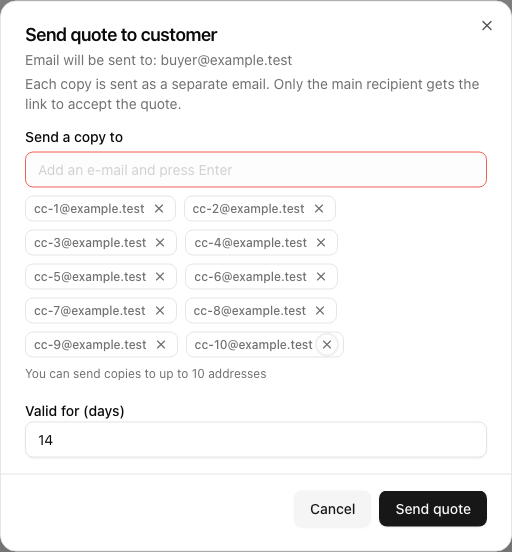 Send quote to customer
Email will be sent to: buyer@example.test
Each copy is sent as a separate email. Only the main recipient gets the
link to accept the quote.
Send a copy to
Add an e-mail and press Enter
cc-1@example.test cc-2@example.test
cc-3@example.test cc-4@example.test
cc-5@example.test cc-6@example.test
cc-7@example.test cc-8@example.test
cc-9@example.test cc-10@example.test
You can send copies to up to 10 addresses
Valid for (days)
14
Cancel Send quote